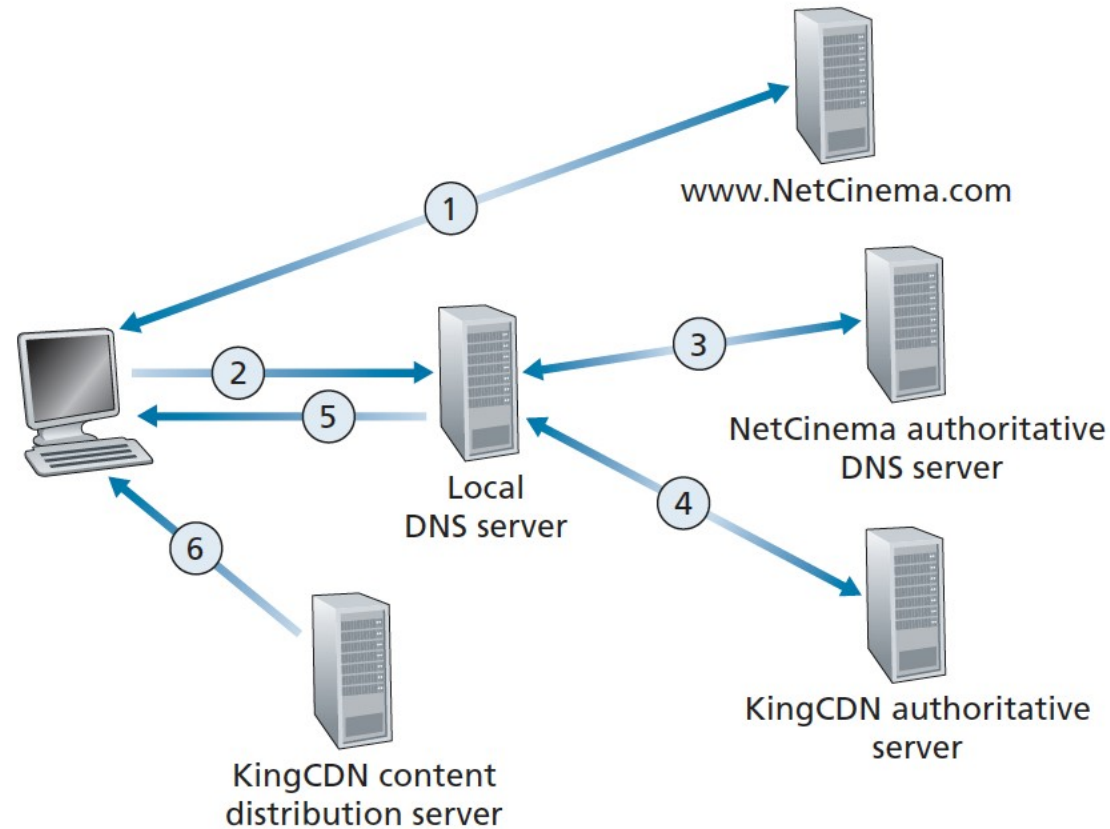 www.NetCinema.com
1
3
2
5
NetCinema authoritative
DNS server
Local
DNS server
4
6
KingCDN authoritative
server
KingCDN content
distribution server